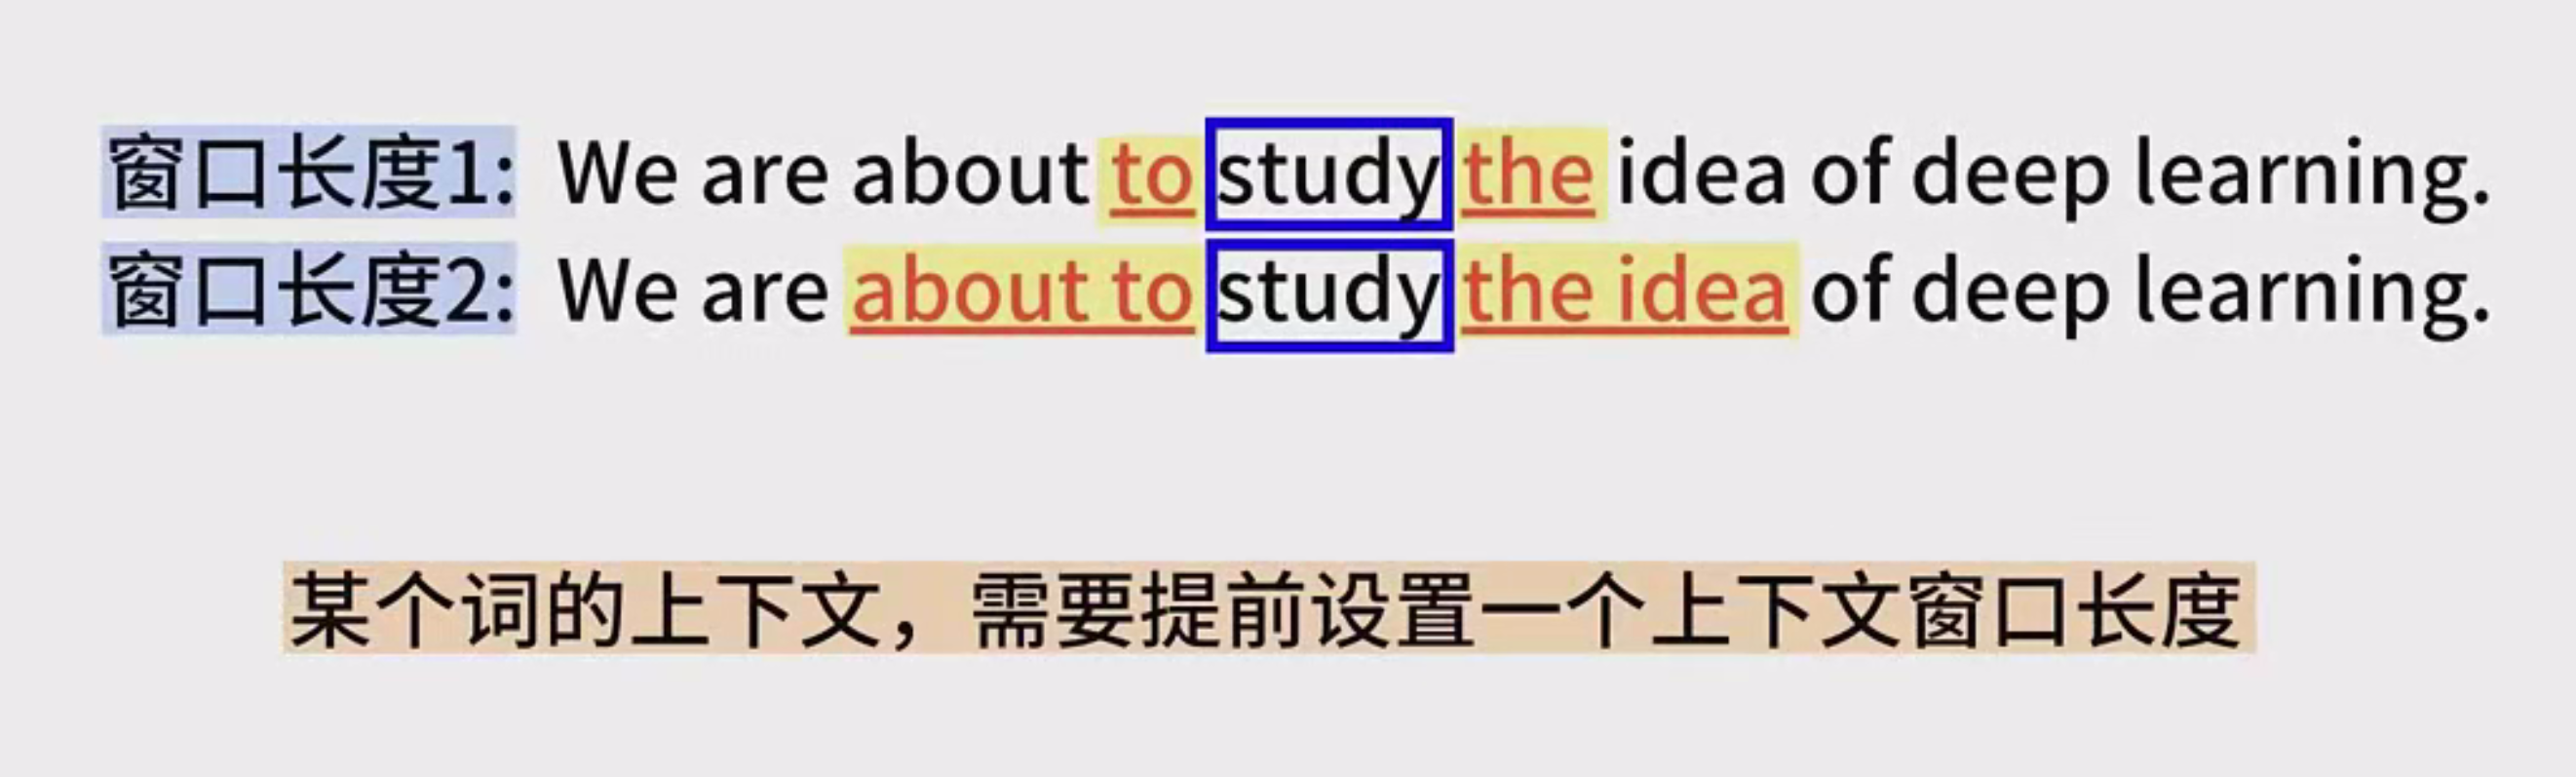 窗口长度1: We are about to study the idea of deep learning.
窗口长度2: We are about to study the idea of deep learning.
某个词的上下文，需要提前设置一个上下文窗口长度